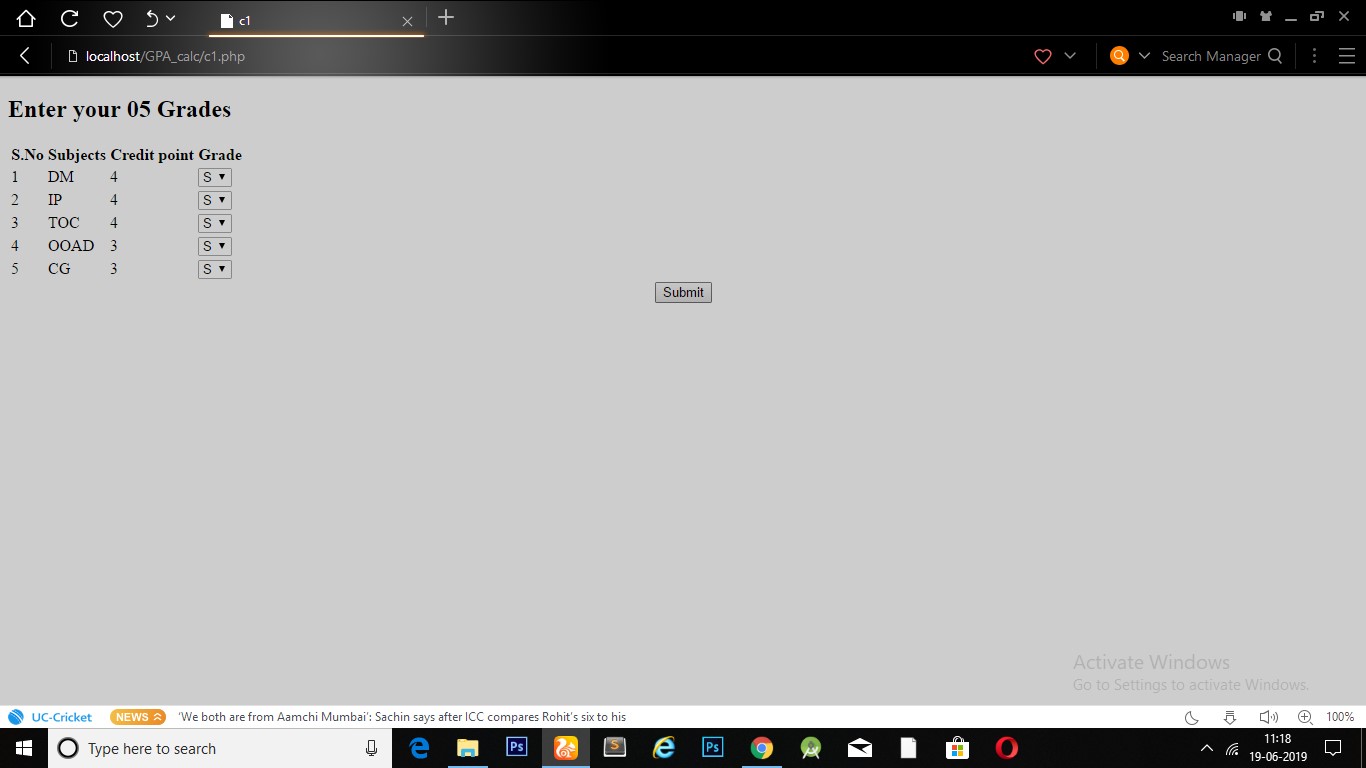 c1
localhost/GPA_calc/c1.php
Search Manager
Enter your 05 Grades
S.No Subjects Credit point Grade
1 DM 4 S
2 IP 4 S
3 TOC 4 S
4 OOAD 3 S
5 CG 3 S
Submit
Activate Windows
Go to Settings to activate Windows.
UC-Cricket NEWS 'We both are from Aamchi Mumbai': Sachin says after ICC compares Rohit's six to his 100%
Type here to search
Ps
S
Ps
11:18
19-06-2019